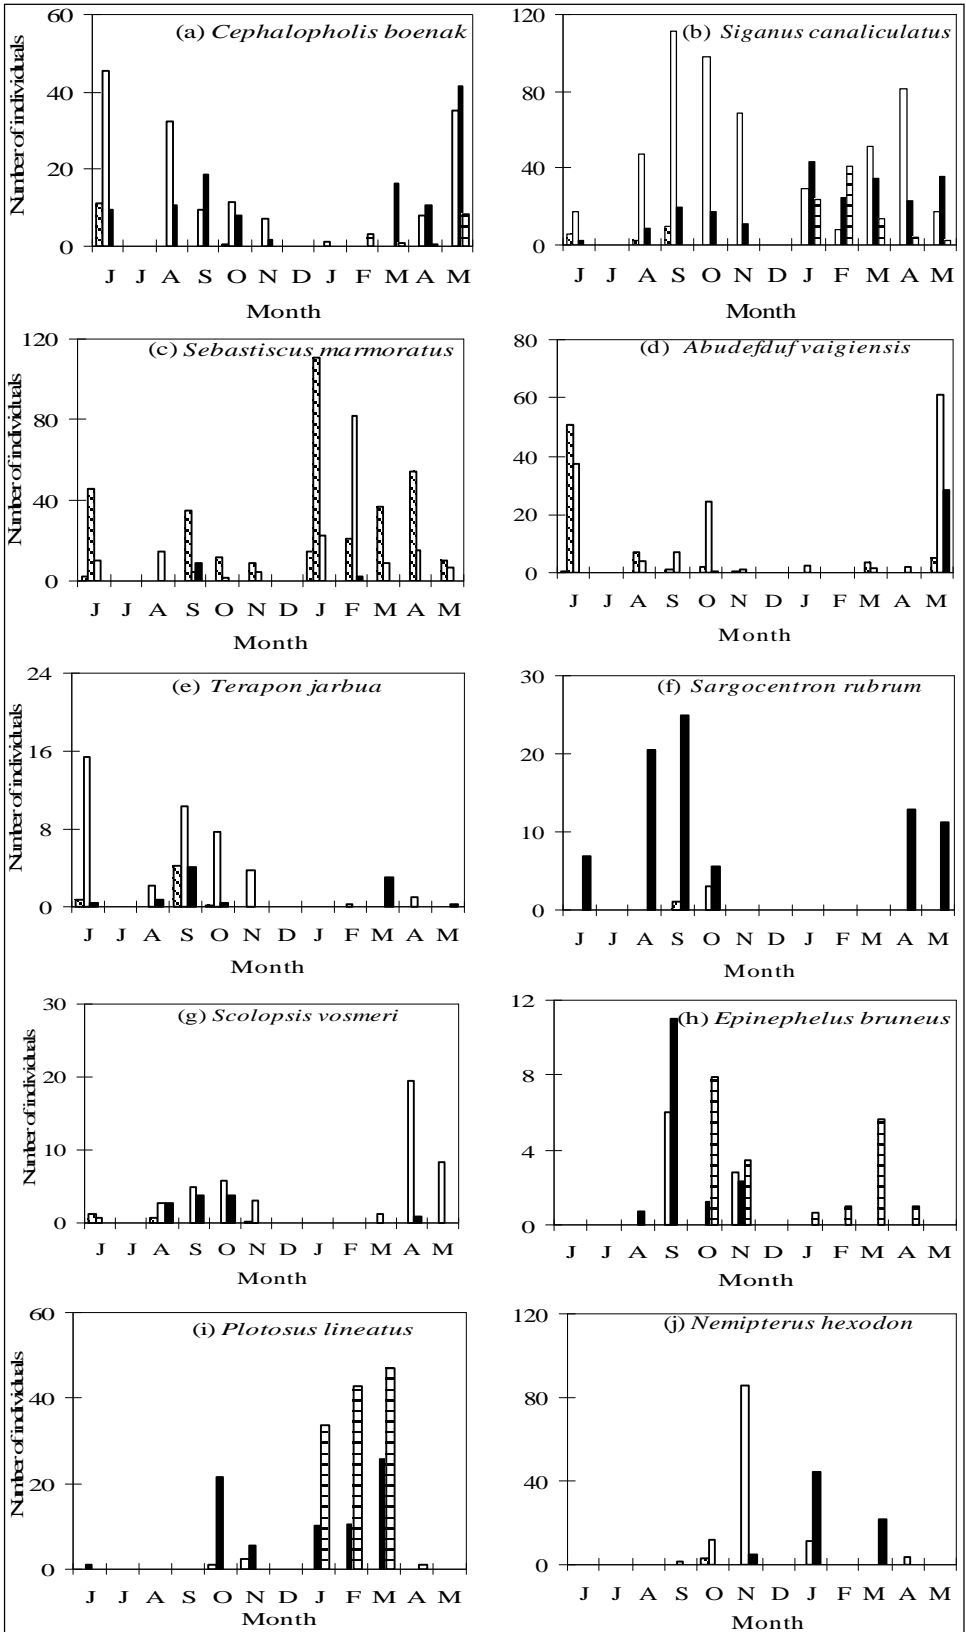 (a) Cephalopholis boenak
Number of individuals
60
40
20
0
J J A S O N D J F M A M
Month
(b) Siganus canaliculatus
120
80
40
0
J J A S O N D J F M A M
Month
(c) Sebastiscus marmoratus
Number of individuals
120
80
40
0
J J A S O N D J F M A M
Month
(d) Abudefduf vaigiensis
80
60
40
20
0
J J A S O N D J F M A M
Month
(e) Terapon jarbua
Number of individuals
24
16
8
0
J J A S O N D J F M A M
Month
(f) Sargocentron rubrum
30
20
10
0
J J A S O N D J F M A M
Month
(g) Scolopsis vosmeri
Number of individuals
30
20
10
0
J J A S O N D J F M A M
Month
(h) Epinephelus bruneus
12
8
4
0
J J A S O N D J F M A M
Month
(i) Plotosus lineatus
Number of individuals
60
40
20
0
J J A S O N D J F M A M
Month
(j) Nemipterus hexodon
120
80
40
0
J J A S O N D J F M A M
Month